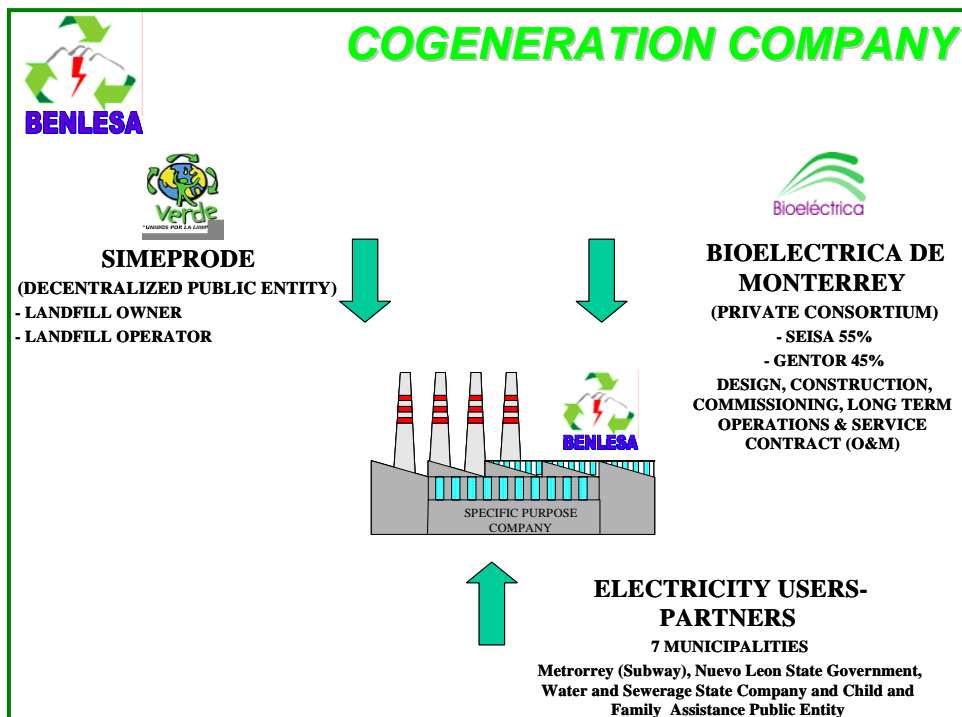 COGENERATION COMPANY
BENLESA
Verde
"UNIDOS POR LA LIMP
SIMEPRODE
(DECENTRALIZED PUBLIC ENTITY)
- LANDFILL OWNER
- LANDFILL OPERATOR
Bioeléctrica
BIOELECTRICA DE
MONTERREY
(PRIVATE CONSORTIUM)
- SEISA 55%
- GENTOR 45%
DESIGN, CONSTRUCTION,
COMMISSIONING, LONG TERM
OPERATIONS & SERVICE
CONTRACT (O&M)
BENLESA
SPECIFIC PURPOSE
COMPANY
ELECTRICITY USERS-
PARTNERS
7 MUNICIPALITIES
Metrorrey (Subway), Nuevo Leon State Government,
Water and Sewerage State Company and Child and
Family Assistance Public Entity